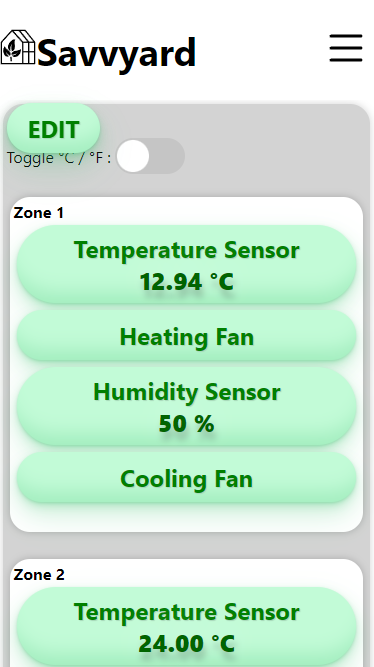 Savvyard
EDIT
Toggle °C / °F :
Zone 1
Temperature Sensor
12.94 °C
Heating Fan
Humidity Sensor
50 %
Cooling Fan
Zone 2
Temperature Sensor
24.00 °C